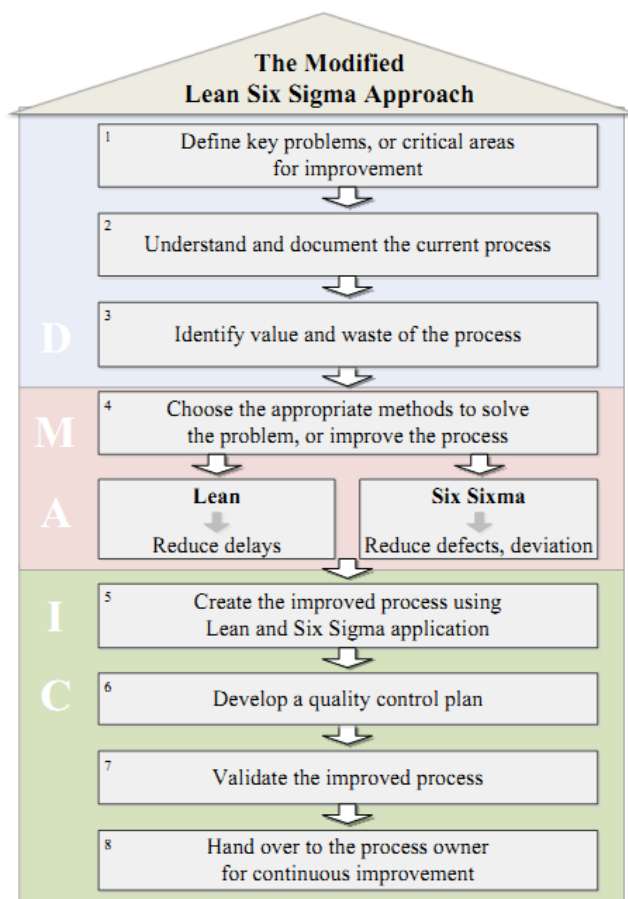 The Modified
Lean Six Sigma Approach
1
Define key problems, or critical areas
for improvement
2
Understand and document the current process
D
3
Identify value and waste of the process
M
4
Choose the appropriate methods to solve
the problem, or improve the process
A
Lean
Reduce delays
Six Sixma
Reduce defects, deviation
I
5
Create the improved process using
Lean and Six Sigma application
C
6
Develop a quality control plan
7
Validate the improved process
8
Hand over to the process owner
for continuous improvement